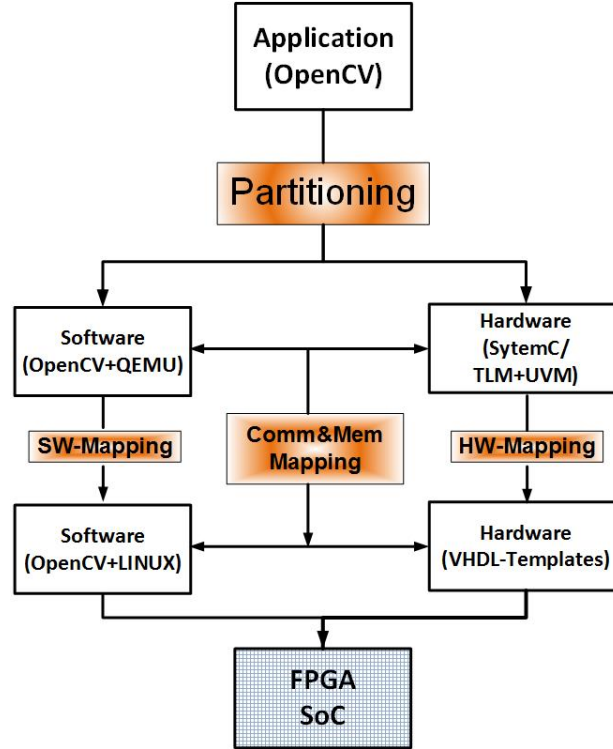 Application
(OpenCV)
Partitioning
Software
(OpenCV+QEMU)
Hardware
(SytemC/
TLM+UVM)
SW-Mapping
Comm&Mem
Mapping
HW-Mapping
Software
(OpenCV+LINUX)
Hardware
(VHDL-Templates)
FPGA
SoC